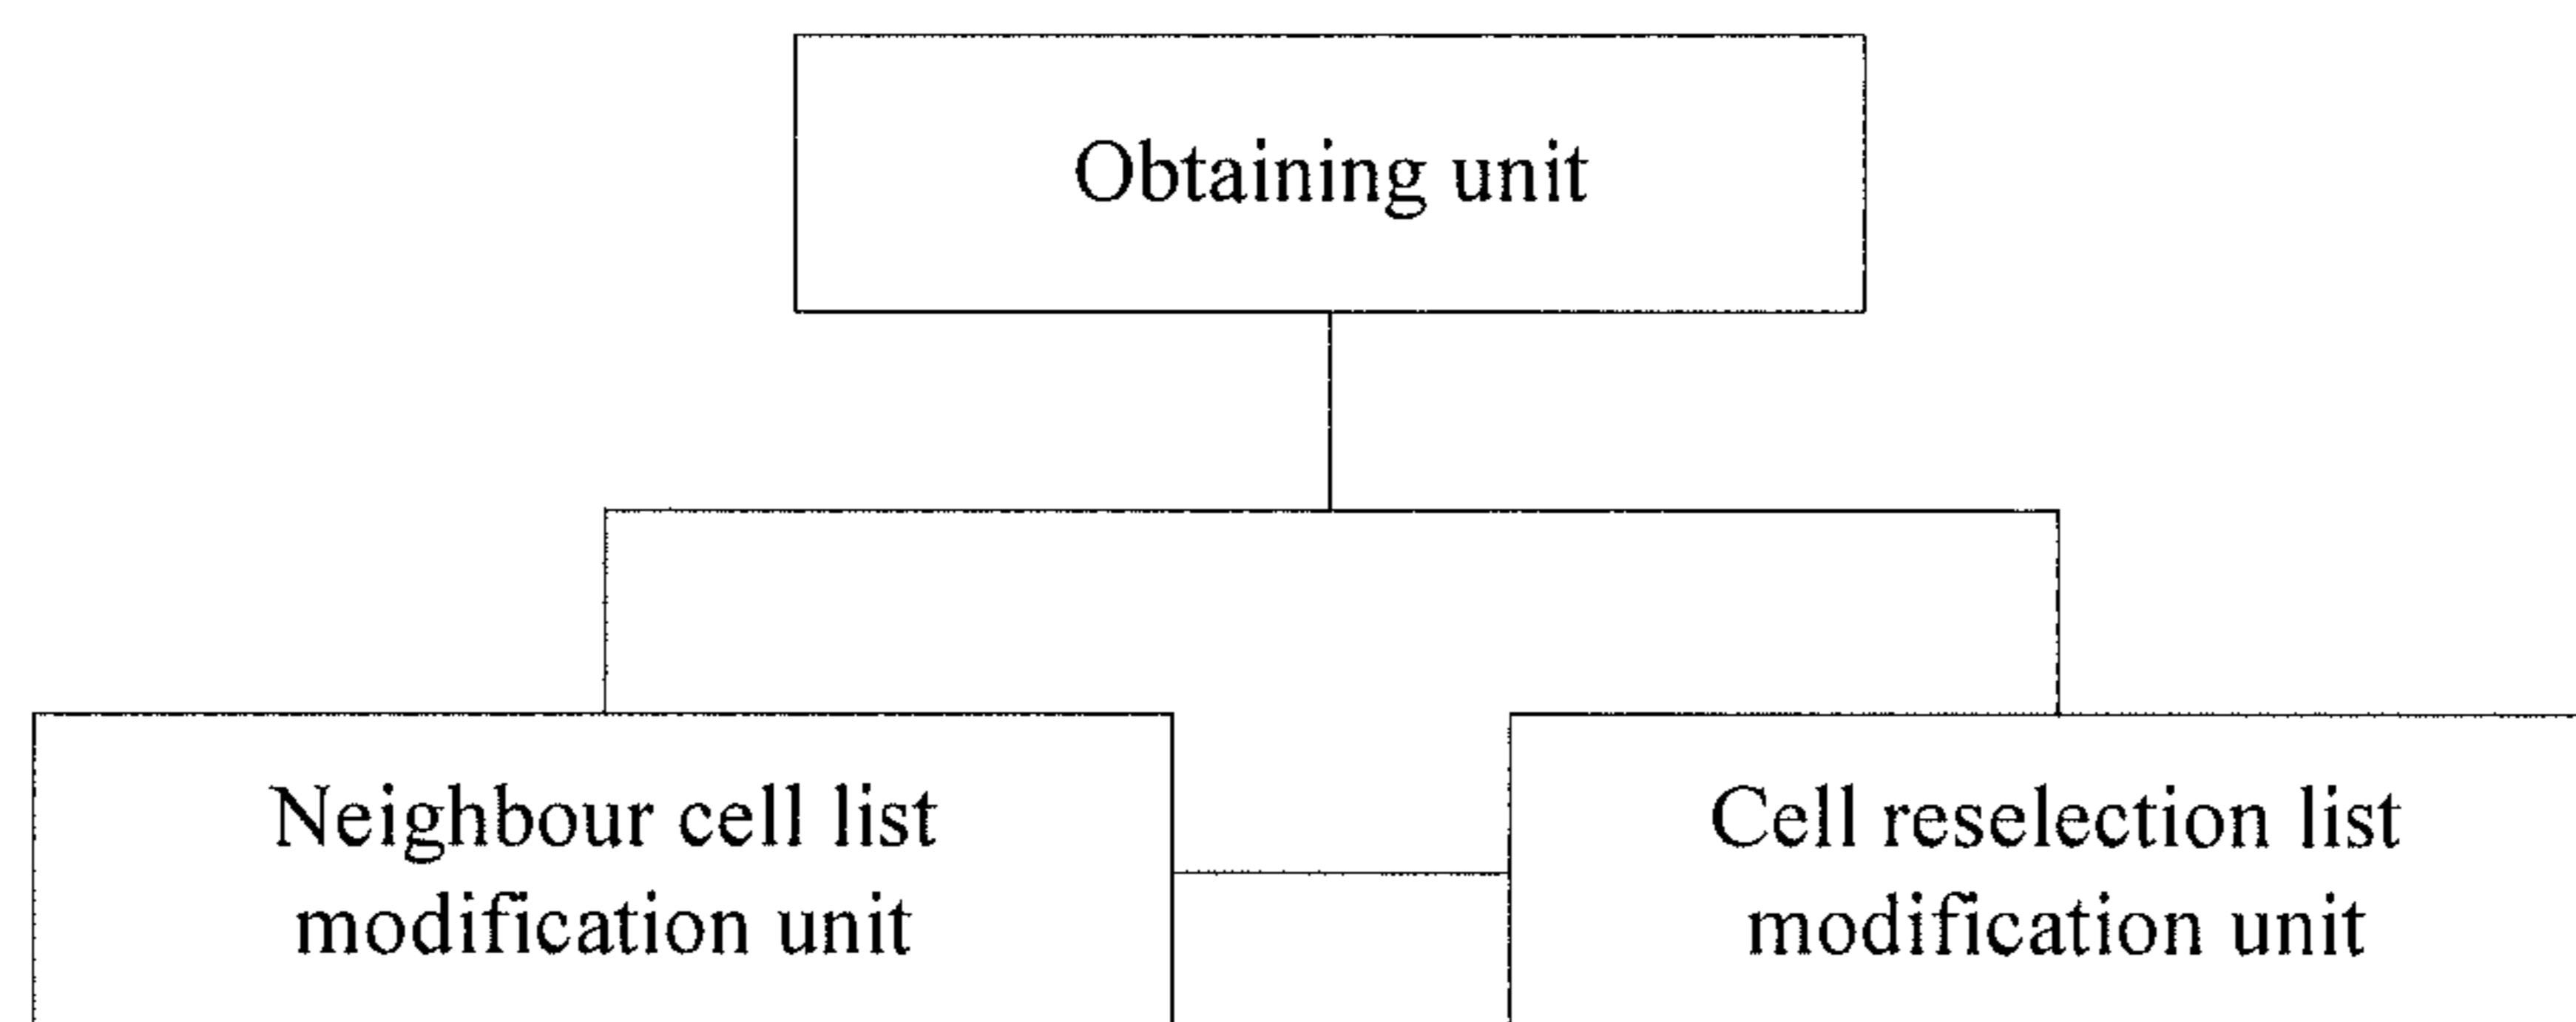 Obtaining unit
Neighbour cell list
modification unit
Cell reselection list
modification unit